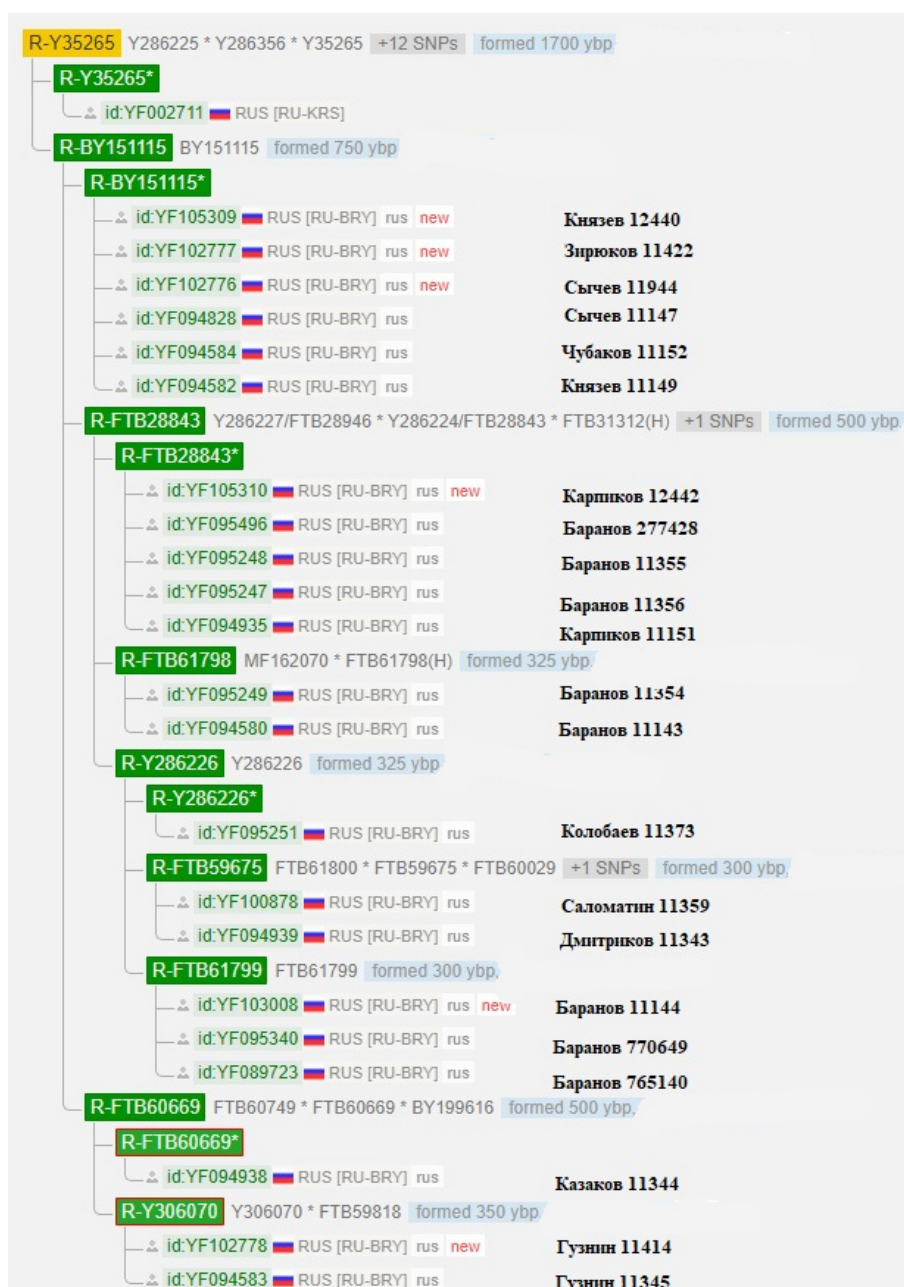 R-Y35265 Y286225 * Y286356 * Y35265 +12 SNPs formed 1700 ybp
R-Y35265*
id:YF002711 RUS [RU-KRS]
R-BY151115 BY151115 formed 750 ybp
R-BY151115*
id:YF105309 RUS [RU-BRY] rus new Князев 12440
id:YF102777 RUS [RU-BRY] rus new Зирюков 11422
id:YF102776 RUS [RU-BRY] rus new Сычев 11944
id:YF094828 RUS [RU-BRY] rus Сычев 11147
id:YF094584 RUS [RU-BRY] rus Чубаков 11152
id:YF094582 RUS [RU-BRY] rus Князев 11149
R-FTB28843 Y286227/FTB28946 * Y286224/FTB28843 * FTB31312(H) +1 SNPs formed 500 ybp
R-FTB28843*
id:YF105310 RUS [RU-BRY] rus new Карпиков 12442
id:YF095496 RUS [RU-BRY] rus Баранов 277428
id:YF095248 RUS [RU-BRY] rus Баранов 11355
id:YF095247 RUS [RU-BRY] rus Баранов 11356
id:YF094935 RUS [RU-BRY] rus Карпиков 11151
R-FTB61798 MF162070 * FTB61798(H) formed 325 ybp
id:YF095249 RUS [RU-BRY] rus Баранов 11354
id:YF094580 RUS [RU-BRY] rus Баранов 11143
R-Y286226 Y286226 formed 325 ybp
R-Y286226*
id:YF095251 RUS [RU-BRY] rus Колобаев 11373
R-FTB59675 FTB61800 * FTB59675 * FTB60029 +1 SNPs formed 300 ybp,
id:YF100878 RUS [RU-BRY] rus Саломатин 11359
id:YF094939 RUS [RU-BRY] rus Дмитриков 11343
R-FTB61799 FTB61799 formed 300 ybp,
id:YF103008 RUS [RU-BRY] rus new Баранов 11144
id:YF095340 RUS [RU-BRY] rus Баранов 770649
id:YF089723 RUS [RU-BRY] rus Баранов 765140
R-FTB60669 FTB60749 * FTB60669 * BY199616 formed 500 ybp,
R-FTB60669*
id:YF094938 RUS [RU-BRY] rus Казаков 11344
R-Y306070 Y306070 * FTB59818 formed 350 ybp
id:YF102778 RUS [RU-BRY] rus new Гузнин 11414
id:YF094583 RUS [RU-BRY] rus Гузнин 11345